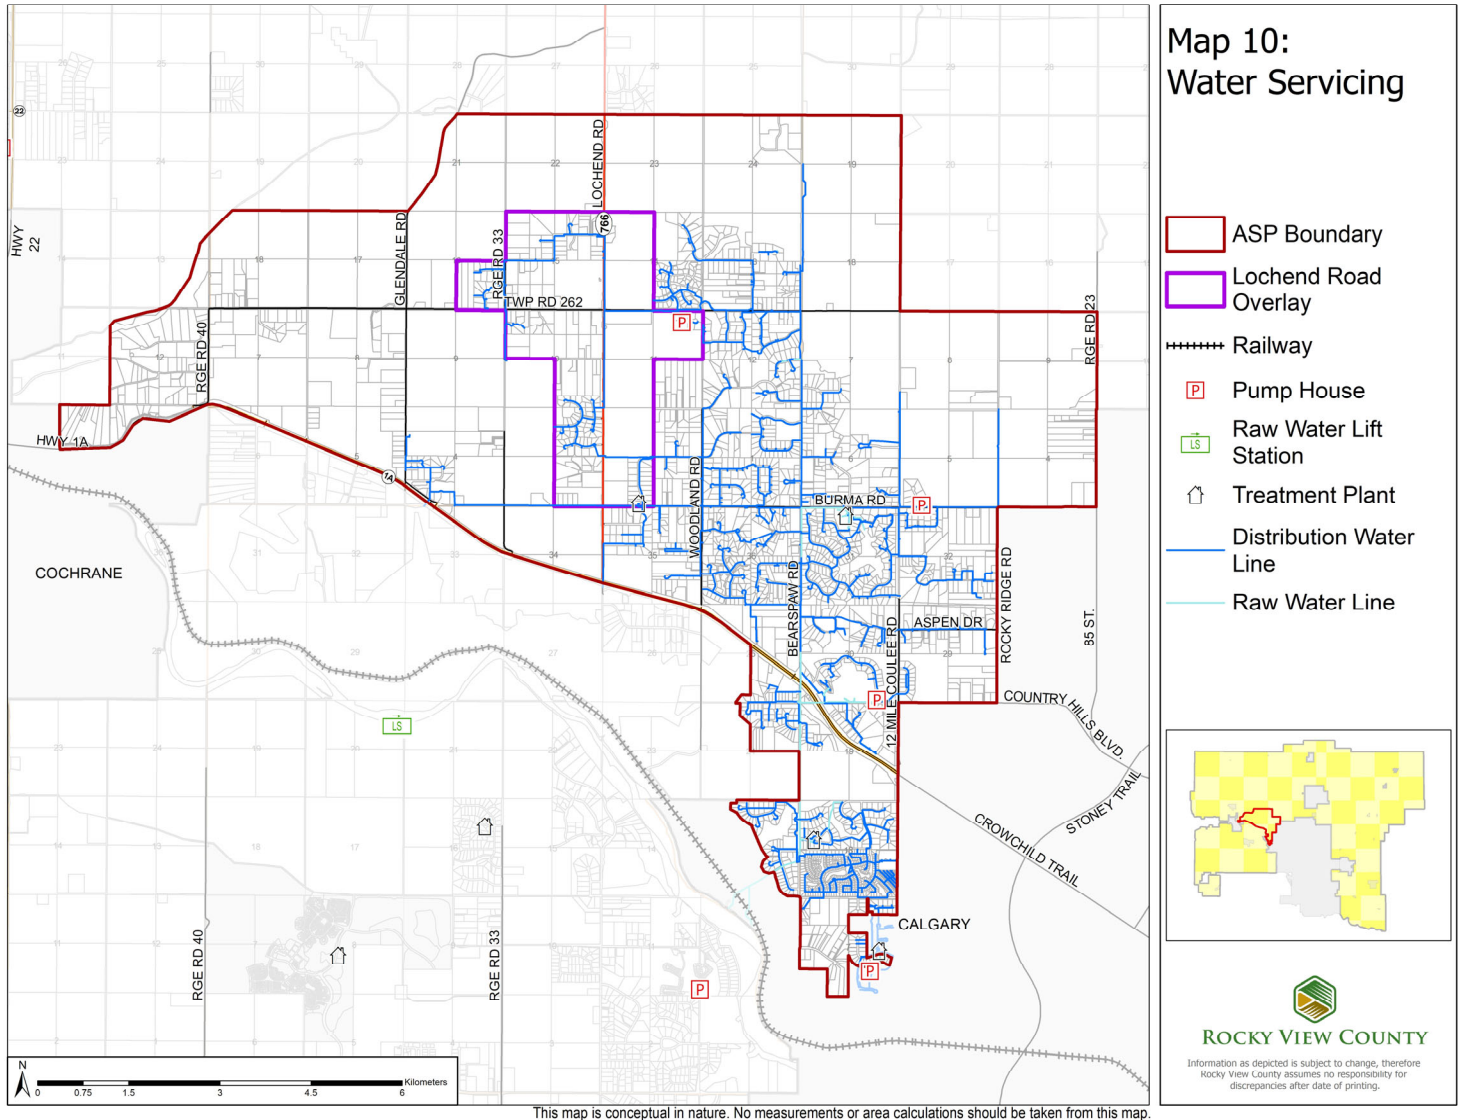 Map 10:
Water Servicing
ASP Boundary
Lochend Road
Overlay
Railway
P
Pump House
LS
Raw Water Lift
Station
Treatment Plant
Distribution Water
Line
Raw Water Line
ROCKY VIEW COUNTY
Information as depicted is subject to change, therefore
Rocky View County assumes no responsibility for
discrepancies after date of printing.
22
HWY
22
LOCHEND RD
766
GLENDALE RD
RGE RD 33
TWP RD 262
RGE RD 40
RGE RD 23
P
HWY 1A
1A
WOODLAND RD
BURMA RD
P
COCHRANE
BEARSPAW RD
ROCKY RIDGE RD
ASPEN DR
85 ST.
12 MILE COULEE RD
P
COUNTRY HILLS BLVD.
LS
STONEY TRAIL
CROWCHILD TRAIL
CALGARY
RGE RD 40
RGE RD 33
P
P
N
0 0.75 1.5 3 4.5 6
Kilometers
This map is conceptual in nature. No measurements or area calculations should be taken from this map.